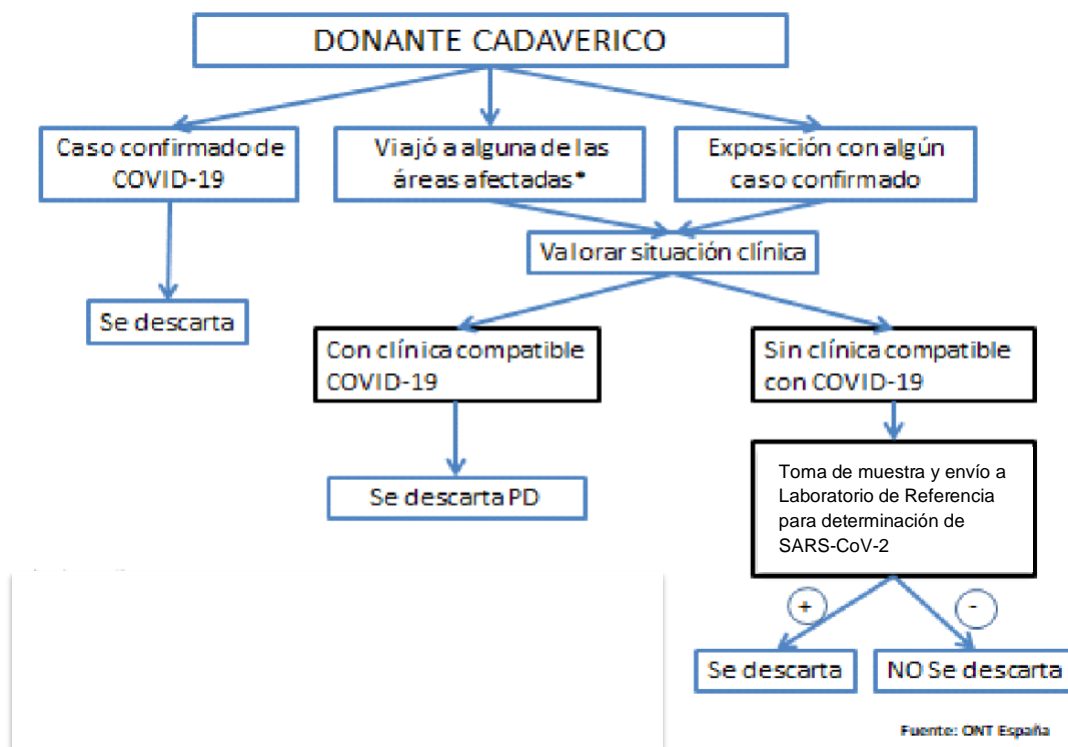 DONANTE CADAVERICO
Caso confirmado de
COVID-19
Viajó a alguna de las
áreas afectadas*
Exposición con algún
caso confirmado
Valorar situación clínica
Se descarta
Con clínica compatible
COVID-19
Sin clínica compatible
con COVID-19
Se descarta PD
Toma de muestra y envío a
Laboratorio de Referencia
para determinación de
SARS-CoV-2
+
-
Se descarta
NO Se descarta
Fuente: ONT España